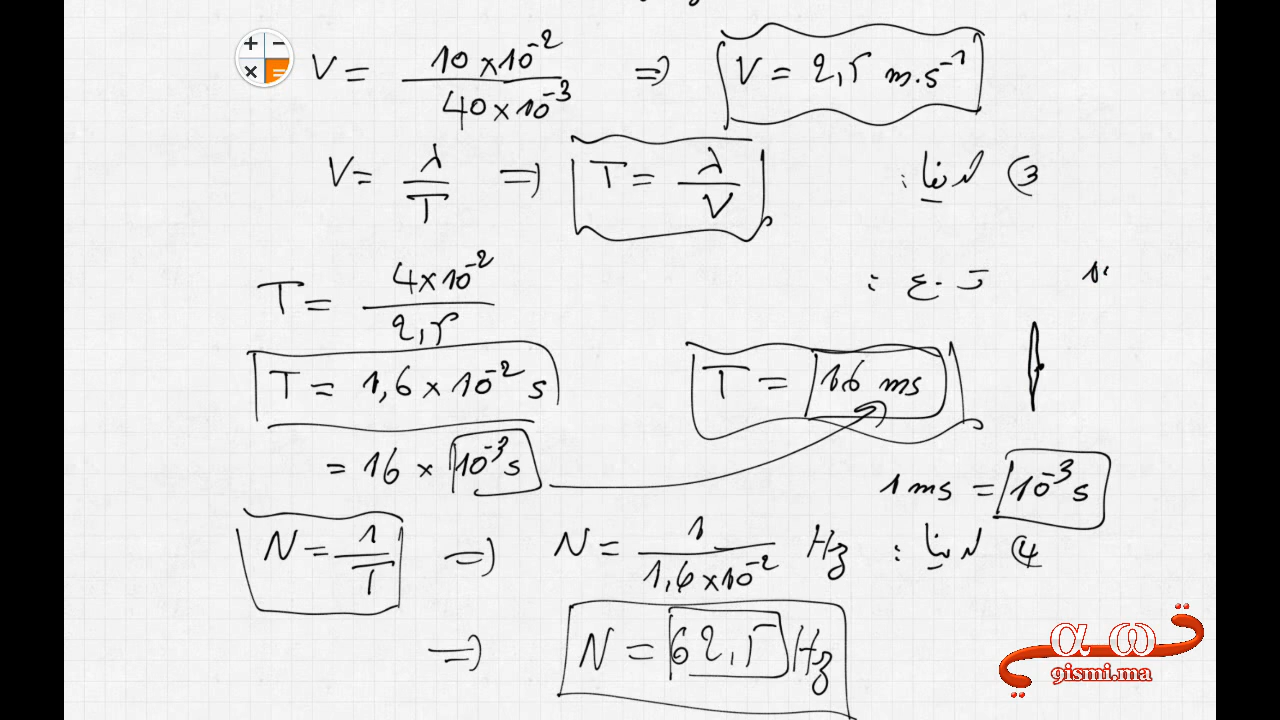 V = (10 × 10⁻²) / (40 × 10⁻³) ⇒ V = 2,5 m.s⁻¹
③ لدينا : V = λ / T ⇒ T = λ / V
ت.ع : T = (4 × 10⁻²) / 2,5
T = 1,6 × 10⁻² s T = 16 ms
= 16 × 10⁻³ s
1 ms = 10⁻³ s
④ لدينا : N = 1 / T ⇒ N = 1 / (1,6 × 10⁻²) Hz
⇒ N = 62,5 Hz
α ω
gismi.ma